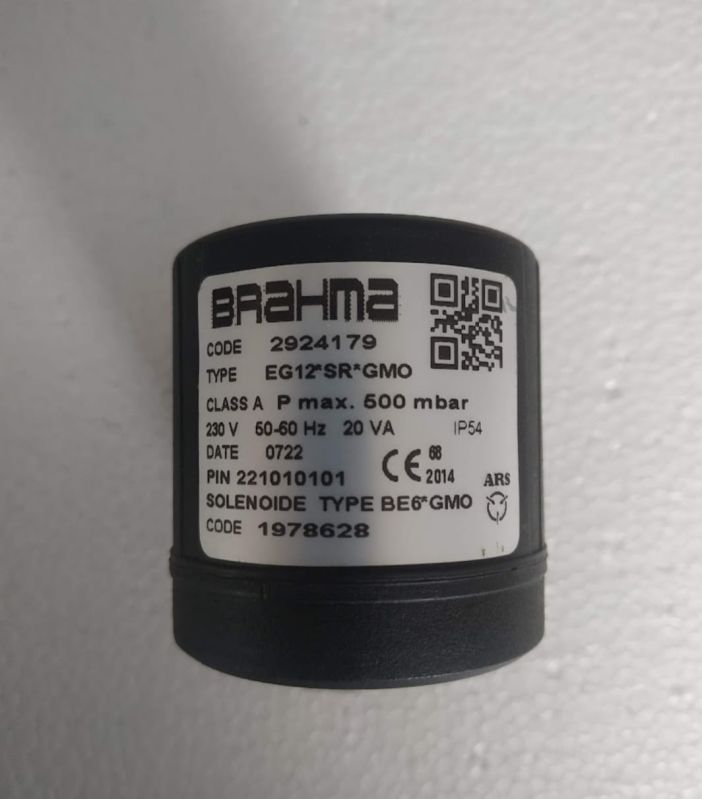 BRAHMA
CODE 2924179
TYPE EG12*SR*GMO
CLASS A P max. 500 mbar
230 V 50-60 Hz 20 VA IP54
DATE 0722
CE 68 2014
PIN 221010101
ARS
SOLENOIDE TYPE BE6*GMO
CODE 1978628